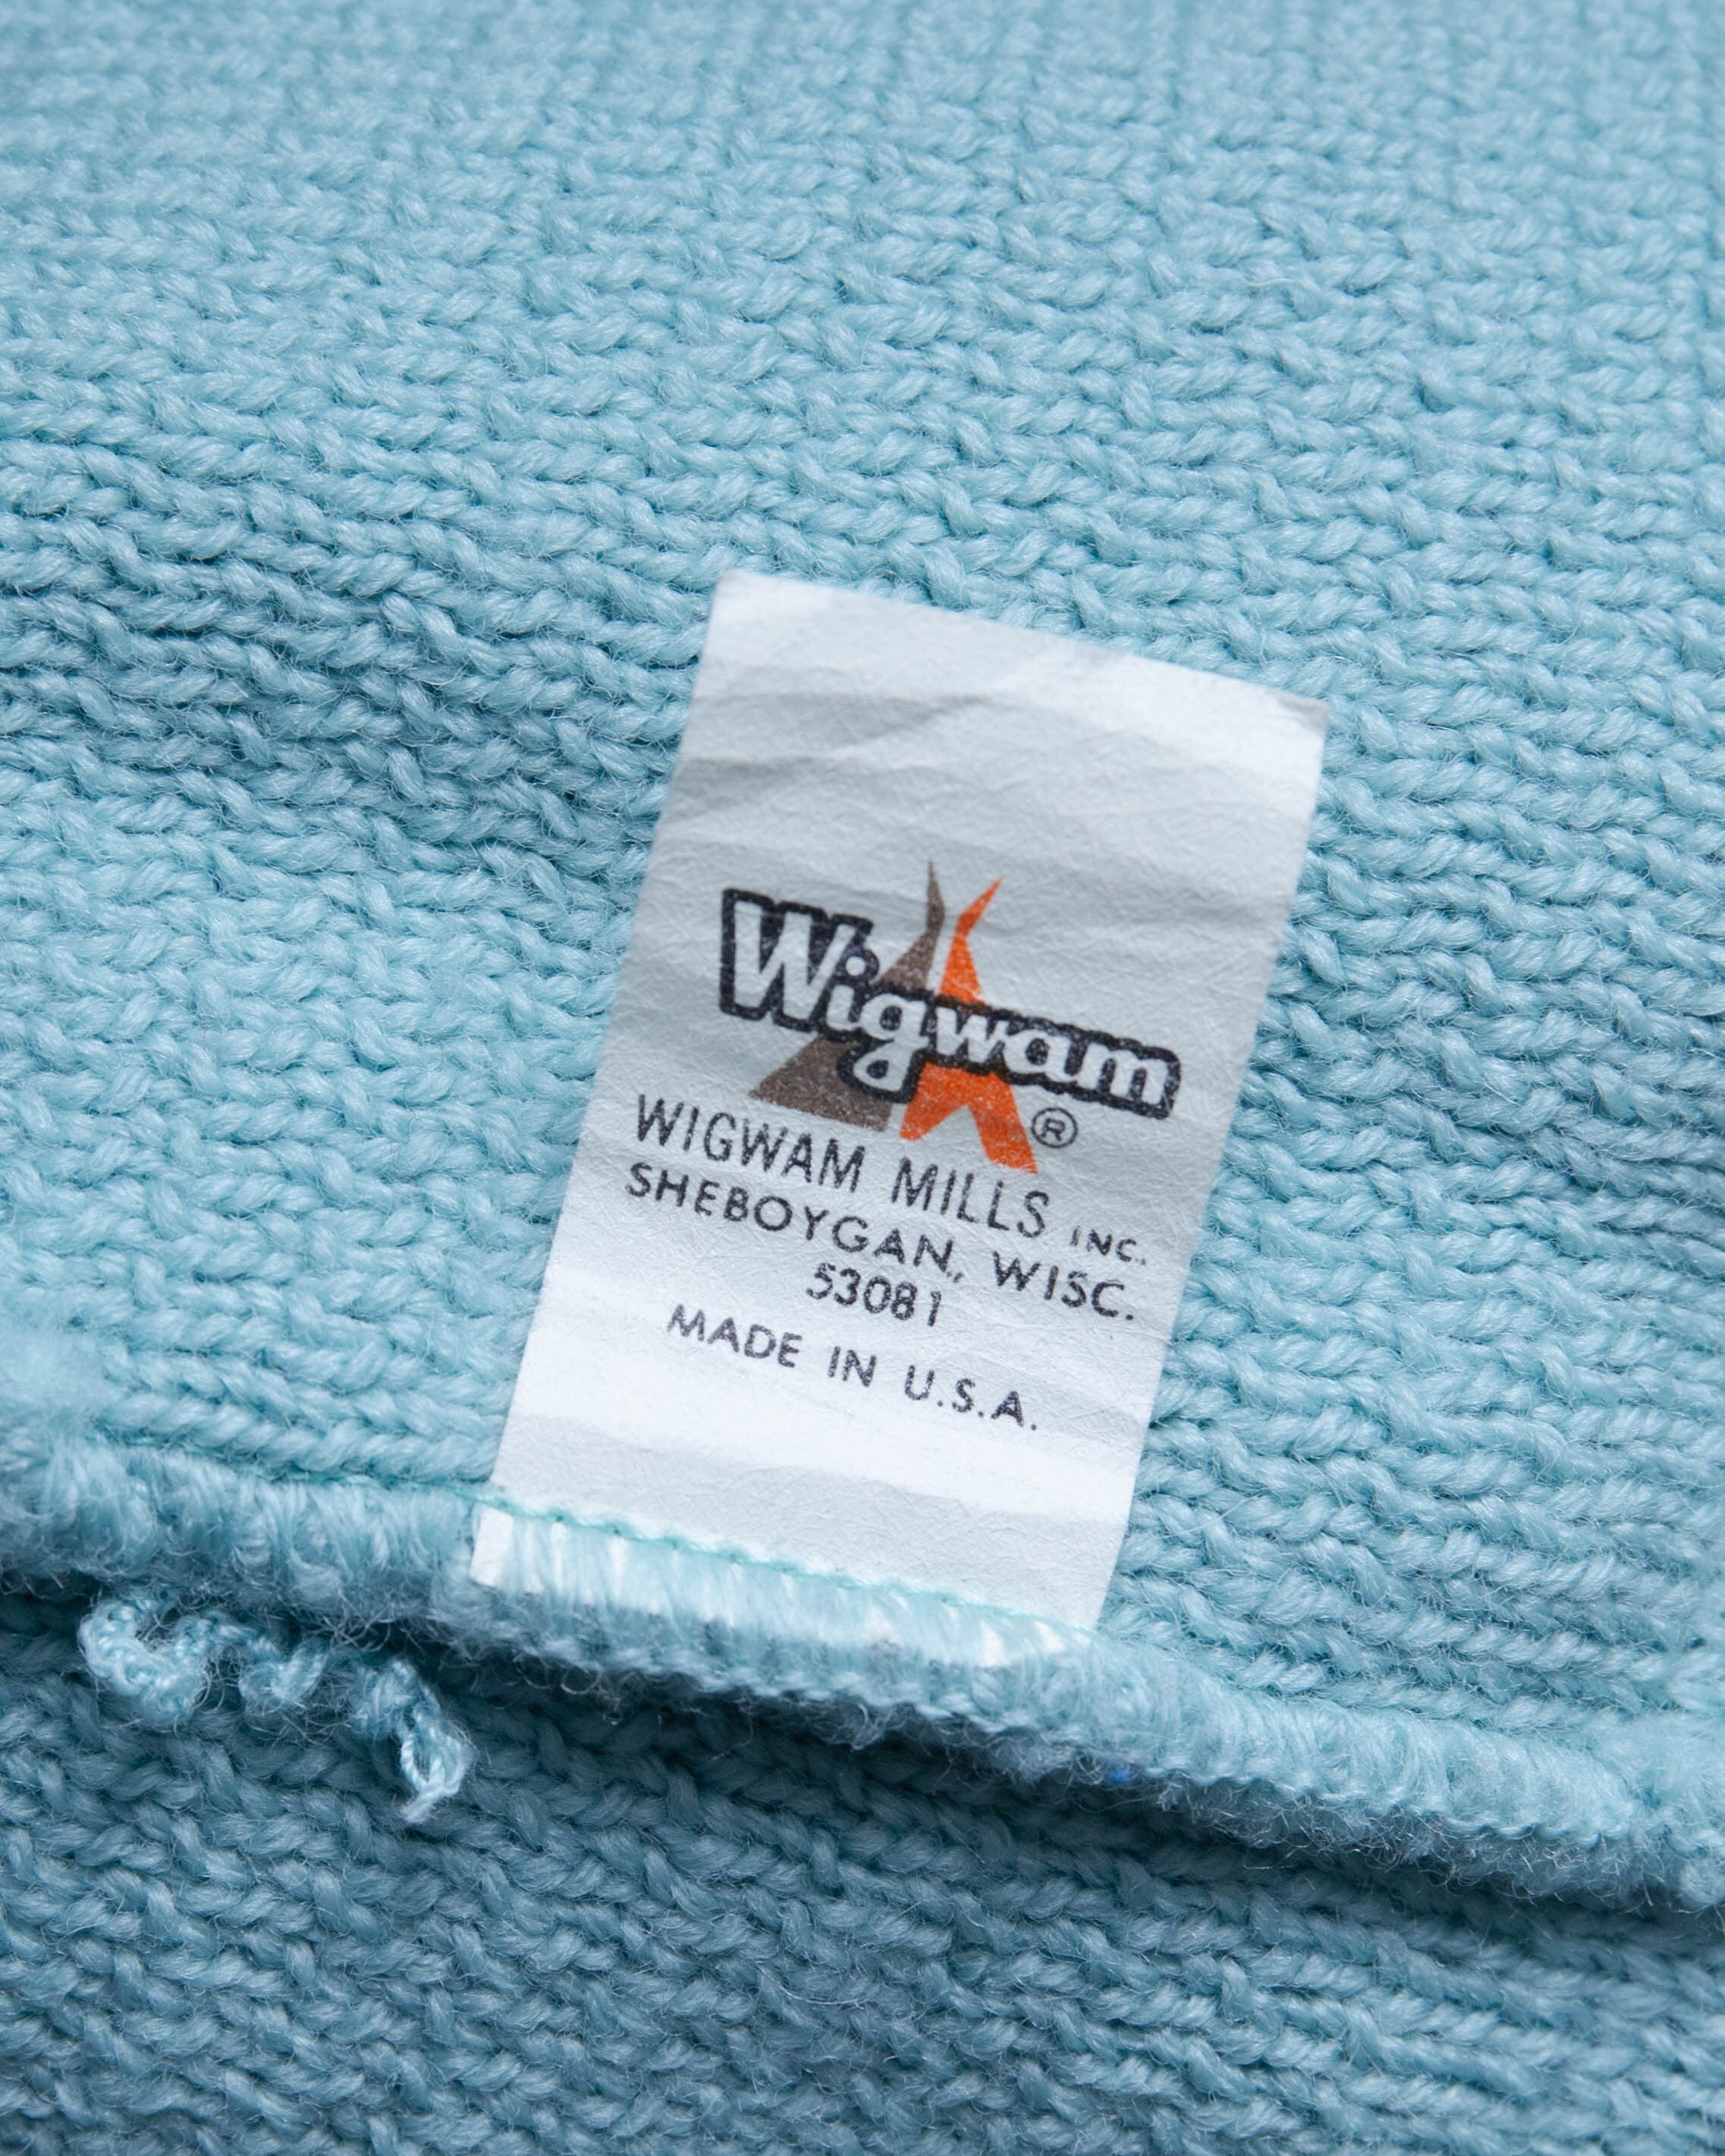 Wigwam
®
WIGWAM MILLS INC.
SHEBOYGAN, WISC.
53081
MADE IN U.S.A.